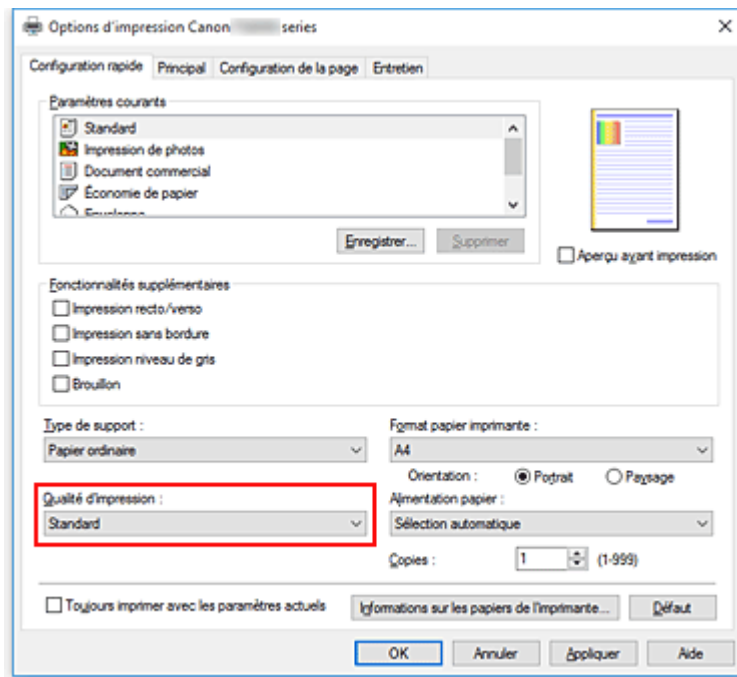 Options d'impression Canon series
Configuration rapide Principal Configuration de la page Entretien
Paramètres courants
Standard
Impression de photos
Document commercial
Économie de papier
Enregistrer... Supprimer
Aperçu avant impression
Fonctionnalités supplémentaires
Impression recto/verso
Impression sans bordure
Impression niveau de gris
Brouillon
Type de support :
Papier ordinaire
Format papier imprimante :
A4
Orientation : Portrait Paysage
Qualité d'impression :
Standard
Alimentation papier :
Sélection automatique
Copies : 1 (1-999)
Toujours imprimer avec les paramètres actuels Informations sur les papiers de l'imprimante... Défaut
OK Annuler Appliquer Aide